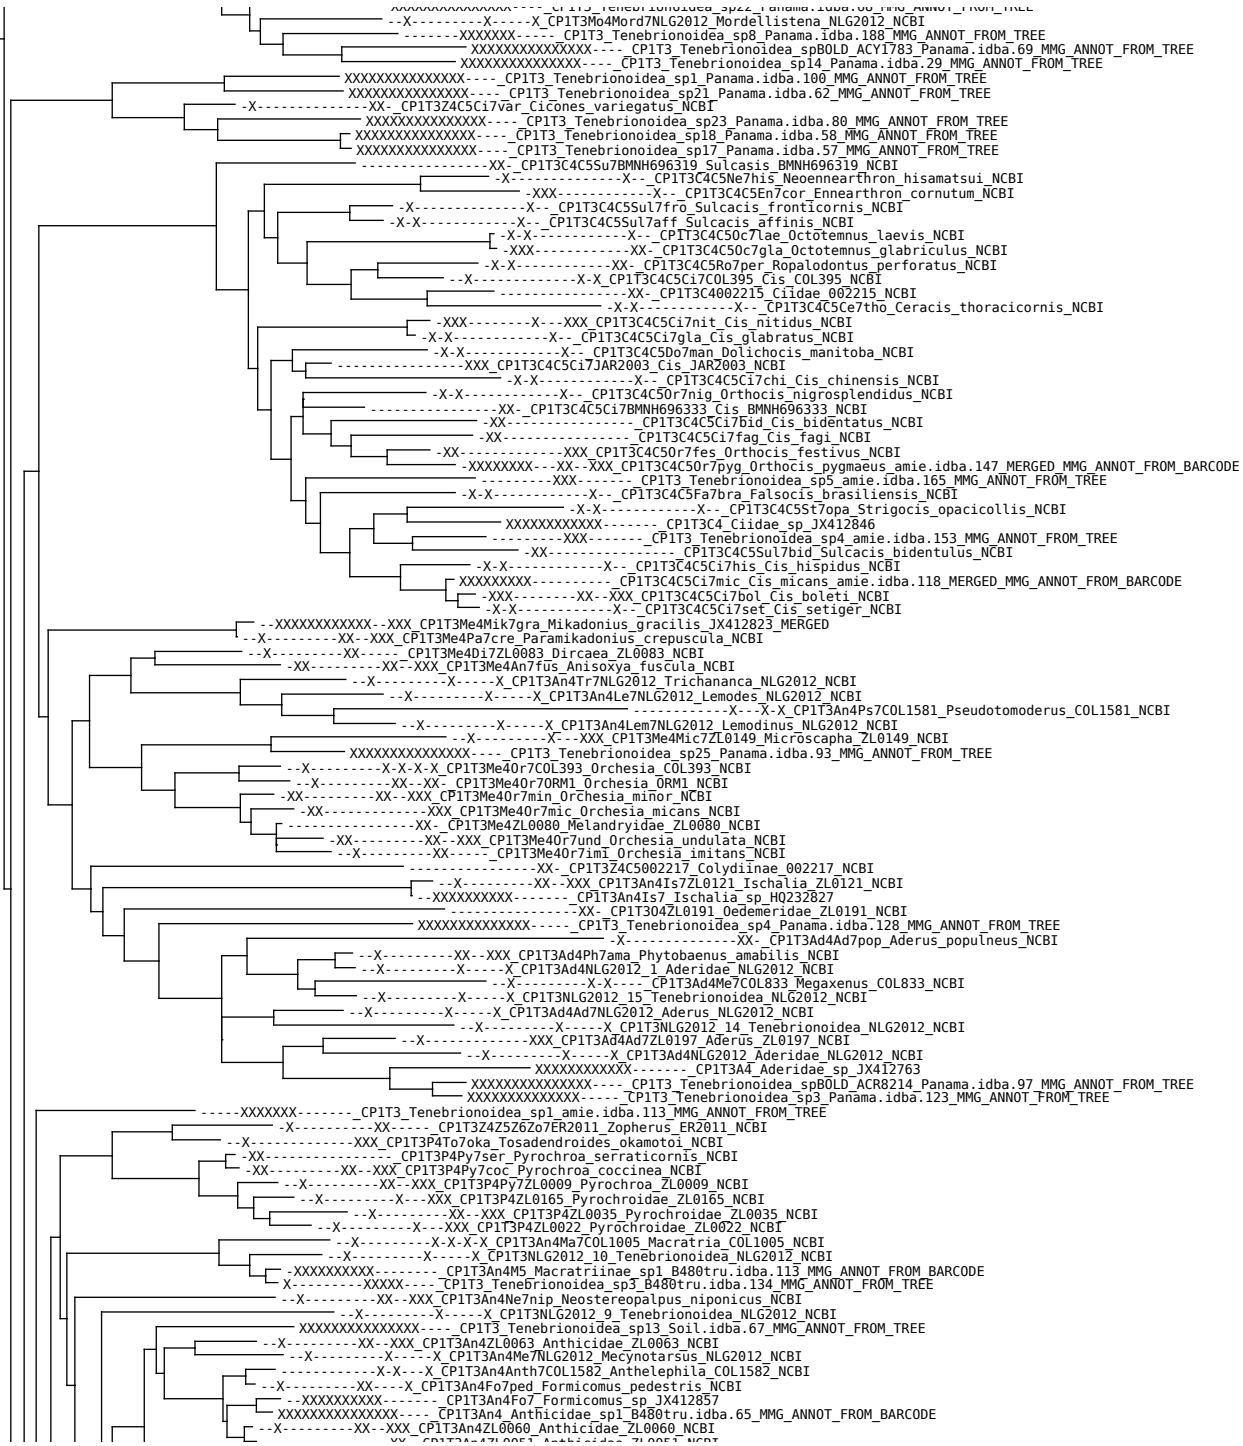 XXXXXXXXXXXXXXX----_CP1T3_Tenebrionoidea_sp22_Panama.idba.68_MMG_ANNOT_FROM_TREE
--X---------X-----X_CP1T3Mo4Mord7NLG2012_Mordellistena_NLG2012_NCBI
-------XXXXXXX-----_CP1T3_Tenebrionoidea_sp8_Panama.idba.188_MMG_ANNOT_FROM_TREE
XXXXXXXXXXXXXXX----_CP1T3_Tenebrionoidea_spBOLD_ACY1783_Panama.idba.69_MMG_ANNOT_FROM_TREE
XXXXXXXXXXXXXXX----_CP1T3_Tenebrionoidea_sp14_Panama.idba.29_MMG_ANNOT_FROM_TREE
XXXXXXXXXXXXXXX----_CP1T3_Tenebrionoidea_sp1_Panama.idba.100_MMG_ANNOT_FROM_TREE
XXXXXXXXXXXXXXX----_CP1T3_Tenebrionoidea_sp21_Panama.idba.62_MMG_ANNOT_FROM_TREE
-X--------------XX-_CP1T3Z4C5Ci7var_Cicones_variegatus_NCBI
XXXXXXXXXXXXXXX----_CP1T3_Tenebrionoidea_sp23_Panama.idba.80_MMG_ANNOT_FROM_TREE
XXXXXXXXXXXXXXX----_CP1T3_Tenebrionoidea_sp18_Panama.idba.58_MMG_ANNOT_FROM_TREE
XXXXXXXXXXXXXXX----_CP1T3_Tenebrionoidea_sp17_Panama.idba.57_MMG_ANNOT_FROM_TREE
----------------XX-_CP1T3C4C5Su7BMNH696319_Sulcasis_BMNH696319_NCBI
-X--------------X--_CP1T3C4C5Ne7his_Neoennearthron_hisamatsui_NCBI
-XXX------------X--_CP1T3C4C5En7cor_Ennearthron_cornutum_NCBI
-X--------------X--_CP1T3C4C5Sul7fro_Sulcacis_fronticornis_NCBI
-X-X------------X--_CP1T3C4C5Sul7aff_Sulcacis_affinis_NCBI
-X-X------------X--_CP1T3C4C5Oc7lae_Octotemnus_laevis_NCBI
-XXX------------XX-_CP1T3C4C5Oc7gla_Octotemnus_glabriculus_NCBI
-X-X------------XX-_CP1T3C4C5Ro7per_Ropalodontus_perforatus_NCBI
--X-------------X-X_CP1T3C4C5Ci7COL395_Cis_COL395_NCBI
----------------XX-_CP1T3C4002215_Ciidae_002215_NCBI
-X-X------------X--_CP1T3C4C5Ce7tho_Ceracis_thoracicornis_NCBI
-XXX--------X---XXX_CP1T3C4C5Ci7nit_Cis_nitidus_NCBI
-X-X------------X--_CP1T3C4C5Ci7gla_Cis_glabratus_NCBI
-X-X------------X--_CP1T3C4C5Do7man_Dolichocis_manitoba_NCBI
----------------XXX_CP1T3C4C5Ci7JAR2003_Cis_JAR2003_NCBI
-X-X------------X--_CP1T3C4C5Ci7chi_Cis_chinensis_NCBI
-X-X------------X--_CP1T3C4C5Or7nig_Orthocis_nigrosplendidus_NCBI
----------------XX-_CP1T3C4C5Ci7BMNH696333_Cis_BMNH696333_NCBI
-XX----------------_CP1T3C4C5Ci7bid_Cis_bidentatus_NCBI
-XX----------------_CP1T3C4C5Ci7fag_Cis_fagi_NCBI
-XX-------------XXX_CP1T3C4C5Or7fes_Orthocis_festivus_NCBI
-XXXXXXXX---XX--XXX_CP1T3C4C5Or7pyg_Orthocis_pygmaeus_amie.idba.147_MERGED_MMG_ANNOT_FROM_BARCODE
---------XXX-------_CP1T3_Tenebrionoidea_sp5_amie.idba.165_MMG_ANNOT_FROM_TREE
-X-X------------X--_CP1T3C4C5Fa7bra_Falsocis_brasiliensis_NCBI
-X-X------------X--_CP1T3C4C5St7opa_Strigocis_opacicollis_NCBI
XXXXXXXXXXXX-------_CP1T3C4_Ciidae_sp_JX412846
---------XXX-------_CP1T3_Tenebrionoidea_sp4_amie.idba.153_MMG_ANNOT_FROM_TREE
-XX----------------_CP1T3C4C5Sul7bid_Sulcacis_bidentulus_NCBI
-X-X------------X--_CP1T3C4C5Ci7his_Cis_hispidus_NCBI
XXXXXXXXX----------_CP1T3C4C5Ci7mic_Cis_micans_amie.idba.118_MERGED_MMG_ANNOT_FROM_BARCODE
-XXX--------XX--XXX_CP1T3C4C5Ci7bol_Cis_boleti_NCBI
-X-X------------X--_CP1T3C4C5Ci7set_Cis_setiger_NCBI
--XXXXXXXXXXXX--XXX_CP1T3Me4Mik7gra_Mikadonius_gracilis_JX412823_MERGED
--X---------XX--XXX_CP1T3Me4Pa7cre_Paramikadonius_crepuscula_NCBI
--X---------XX-----_CP1T3Me4Di7ZL0083_Dircaea_ZL0083_NCBI
-XX---------XX--XXX_CP1T3Me4An7fus_Anisoxya_fuscula_NCBI
--X---------X-----X_CP1T3An4Tr7NLG2012_Trichananca_NLG2012_NCBI
--X---------X-----X_CP1T3An4Le7NLG2012_Lemodes_NLG2012_NCBI
------------X---X-X_CP1T3An4Ps7COL1581_Pseudotomoderus_COL1581_NCBI
--X---------X-----X_CP1T3An4Lem7NLG2012_Lemodinus_NLG2012_NCBI
--X---------X---XXX_CP1T3Me4Mic7ZL0149_Microscapha_ZL0149_NCBI
XXXXXXXXXXXXXXX----_CP1T3_Tenebrionoidea_sp25_Panama.idba.93_MMG_ANNOT_FROM_TREE
--X---------X-X-X-X_CP1T3Me4Or7COL393_Orchesia_COL393_NCBI
--X---------XX--XX-_CP1T3Me4Or7ORM1_Orchesia_ORM1_NCBI
-XX---------XX--XXX_CP1T3Me4Or7min_Orchesia_minor_NCBI
-XX-------------XXX_CP1T3Me4Or7mic_Orchesia_micans_NCBI
----------------XX-_CP1T3Me4ZL0080_Melandryidae_ZL0080_NCBI
-XX---------XX--XXX_CP1T3Me4Or7und_Orchesia_undulata_NCBI
--X---------XX-----_CP1T3Me4Or7imi_Orchesia_imitans_NCBI
----------------XX-_CP1T3Z4C5002217_Colydiinae_002217_NCBI
--X---------XX--XXX_CP1T3An4Is7ZL0121_Ischalia_ZL0121_NCBI
--XXXXXXXXXX-------_CP1T3An4Is7_Ischalia_sp_HQ232827
----------------XX-_CP1T3O4ZL0191_Oedemeridae_ZL0191_NCBI
XXXXXXXXXXXXXX-----_CP1T3_Tenebrionoidea_sp4_Panama.idba.128_MMG_ANNOT_FROM_TREE
-X--------------XX-_CP1T3Ad4Ad7pop_Aderus_populneus_NCBI
--X---------XX--XXX_CP1T3Ad4Ph7ama_Phytobaenus_amabilis_NCBI
--X---------X-----X_CP1T3Ad4NLG2012_1_Aderidae_NLG2012_NCBI
--X---------X-X----_CP1T3Ad4Me7COL833_Megaxenus_COL833_NCBI
--X---------X-----X_CP1T3NLG2012_15_Tenebrionoidea_NLG2012_NCBI
--X---------X-----X_CP1T3Ad4Ad7NLG2012_Aderus_NLG2012_NCBI
--X---------X-----X_CP1T3NLG2012_14_Tenebrionoidea_NLG2012_NCBI
--X-------------XXX_CP1T3Ad4Ad7ZL0197_Aderus_ZL0197_NCBI
--X---------X-----X_CP1T3Ad4NLG2012_Aderidae_NLG2012_NCBI
XXXXXXXXXXXX-------_CP1T3A4_Aderidae_sp_JX412763
XXXXXXXXXXXXXXX----_CP1T3_Tenebrionoidea_spBOLD_ACR8214_Panama.idba.97_MMG_ANNOT_FROM_TREE
XXXXXXXXXXXXXX-----_CP1T3_Tenebrionoidea_sp3_Panama.idba.123_MMG_ANNOT_FROM_TREE
-----XXXXXXX-------_CP1T3_Tenebrionoidea_sp1_amie.idba.113_MMG_ANNOT_FROM_TREE
-X----------XX-----_CP1T3Z4Z5Z6Zo7ER2011_Zopherus_ER2011_NCBI
--X-------------XXX_CP1T3P4To7oka_Tosadendroides_okamotoi_NCBI
-XX----------------_CP1T3P4Py7ser_Pyrochroa_serraticornis_NCBI
-XX---------XX--XXX_CP1T3P4Py7coc_Pyrochroa_coccinea_NCBI
--X---------XX--XXX_CP1T3P4Py7ZL0009_Pyrochroa_ZL0009_NCBI
--X---------X---XXX_CP1T3P4ZL0165_Pyrochroidae_ZL0165_NCBI
--X---------XX--XXX_CP1T3P4ZL0035_Pyrochroidae_ZL0035_NCBI
--X---------X---XXX_CP1T3P4ZL0022_Pyrochroidae_ZL0022_NCBI
--X---------X-X-X-X_CP1T3An4Ma7COL1005_Macratria_COL1005_NCBI
--X---------X-----X_CP1T3NLG2012_10_Tenebrionoidea_NLG2012_NCBI
-XXXXXXXXXX--------_CP1T3An4M5_Macratriinae_sp1_B480tru.idba.113_MMG_ANNOT_FROM_BARCODE
X---------XXXXX----_CP1T3_Tenebrionoidea_sp3_B480tru.idba.134_MMG_ANNOT_FROM_TREE
--X---------XX--XXX_CP1T3An4Ne7nip_Neostereopalpus_niponicus_NCBI
--X---------X-----X_CP1T3NLG2012_9_Tenebrionoidea_NLG2012_NCBI
XXXXXXXXXXXXXXX----_CP1T3_Tenebrionoidea_sp13_Soil.idba.67_MMG_ANNOT_FROM_TREE
--X---------XX--XXX_CP1T3An4ZL0063_Anthicidae_ZL0063_NCBI
--X---------X-----X_CP1T3An4Me7NLG2012_Mecynotarsus_NLG2012_NCBI
------------X-X---X_CP1T3An4Anth7COL1582_Anthelephila_COL1582_NCBI
--X---------XX----X_CP1T3An4Fo7ped_Formicomus_pedestris_NCBI
--XXXXXXXXXX-------_CP1T3An4Fo7_Formicomus_sp_JX412857
XXXXXXXXXXXXXXX----_CP1T3An4_Anthicidae_sp1_B480tru.idba.65_MMG_ANNOT_FROM_BARCODE
--X---------XX--XXX_CP1T3An4ZL0060_Anthicidae_ZL0060_NCBI